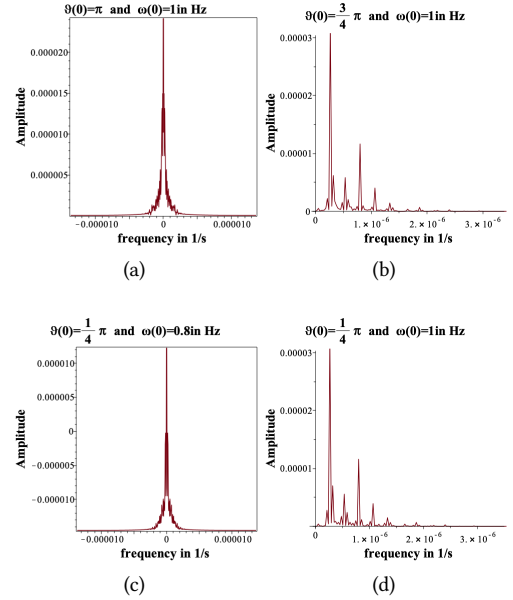 ϑ(0)=π and ω(0)=1in Hz
0.000020
0.000015
0.000010
0.000005
Amplitude
−0.000010 0 0.000010
frequency in 1/s
(a)
ϑ(0)=3/4 π and ω(0)=1in Hz
0.00003
0.00002
0.00001
0
Amplitude
0 1.×10⁻⁶ 2.×10⁻⁶ 3.×10⁻⁶
frequency in 1/s
(b)
ϑ(0)=1/4 π and ω(0)=0.8in Hz
0.000010
0.000005
0
−0.000005
−0.000010
Amplitude
−0.000010 0 0.000010
frequency in 1/s
(c)
ϑ(0)=1/4 π and ω(0)=1in Hz
0.00003
0.00002
0.00001
Amplitude
0 1.×10⁻⁶ 2.×10⁻⁶ 3.×10⁻⁶
frequency in 1/s
(d)